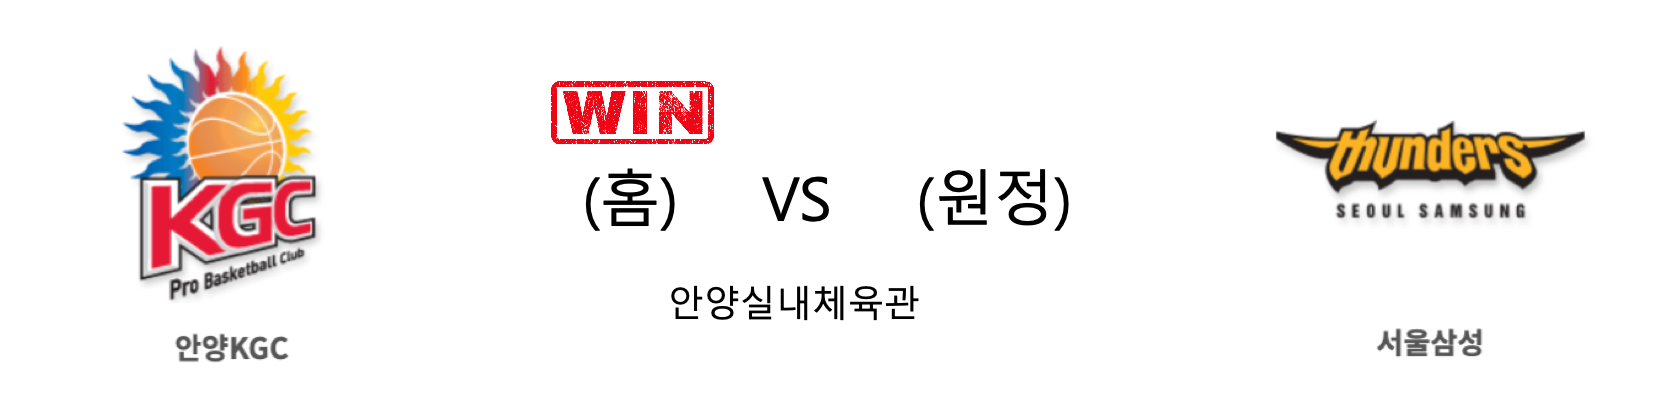 KGC
Pro Basketball Club
안양KGC
WIN
(홈) VS (원정)
안양실내체육관
thunders
SEOUL SAMSUNG
서울삼성